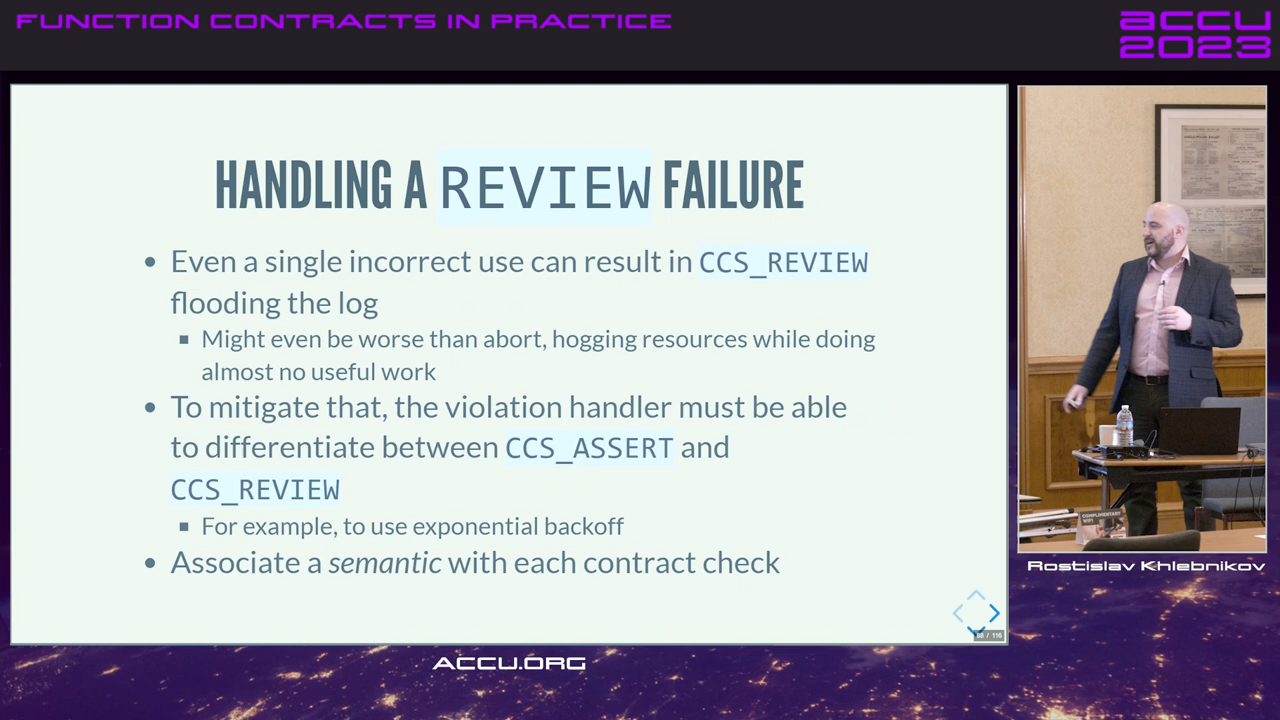 FUNCTION CONTRACTS IN PRACTICE
accu
2023
HANDLING A REVIEW FAILURE
Even a single incorrect use can result in CCS_REVIEW
flooding the log
Might even be worse than abort, hogging resources while doing
almost no useful work
To mitigate that, the violation handler must be able
to differentiate between CCS_ASSERT and
CCS_REVIEW
For example, to use exponential backoff
Associate a semantic with each contract check
/ 116
COMPLIMENTARY
WiFi
Rostislav Khlebnikov
ACCU.ORG